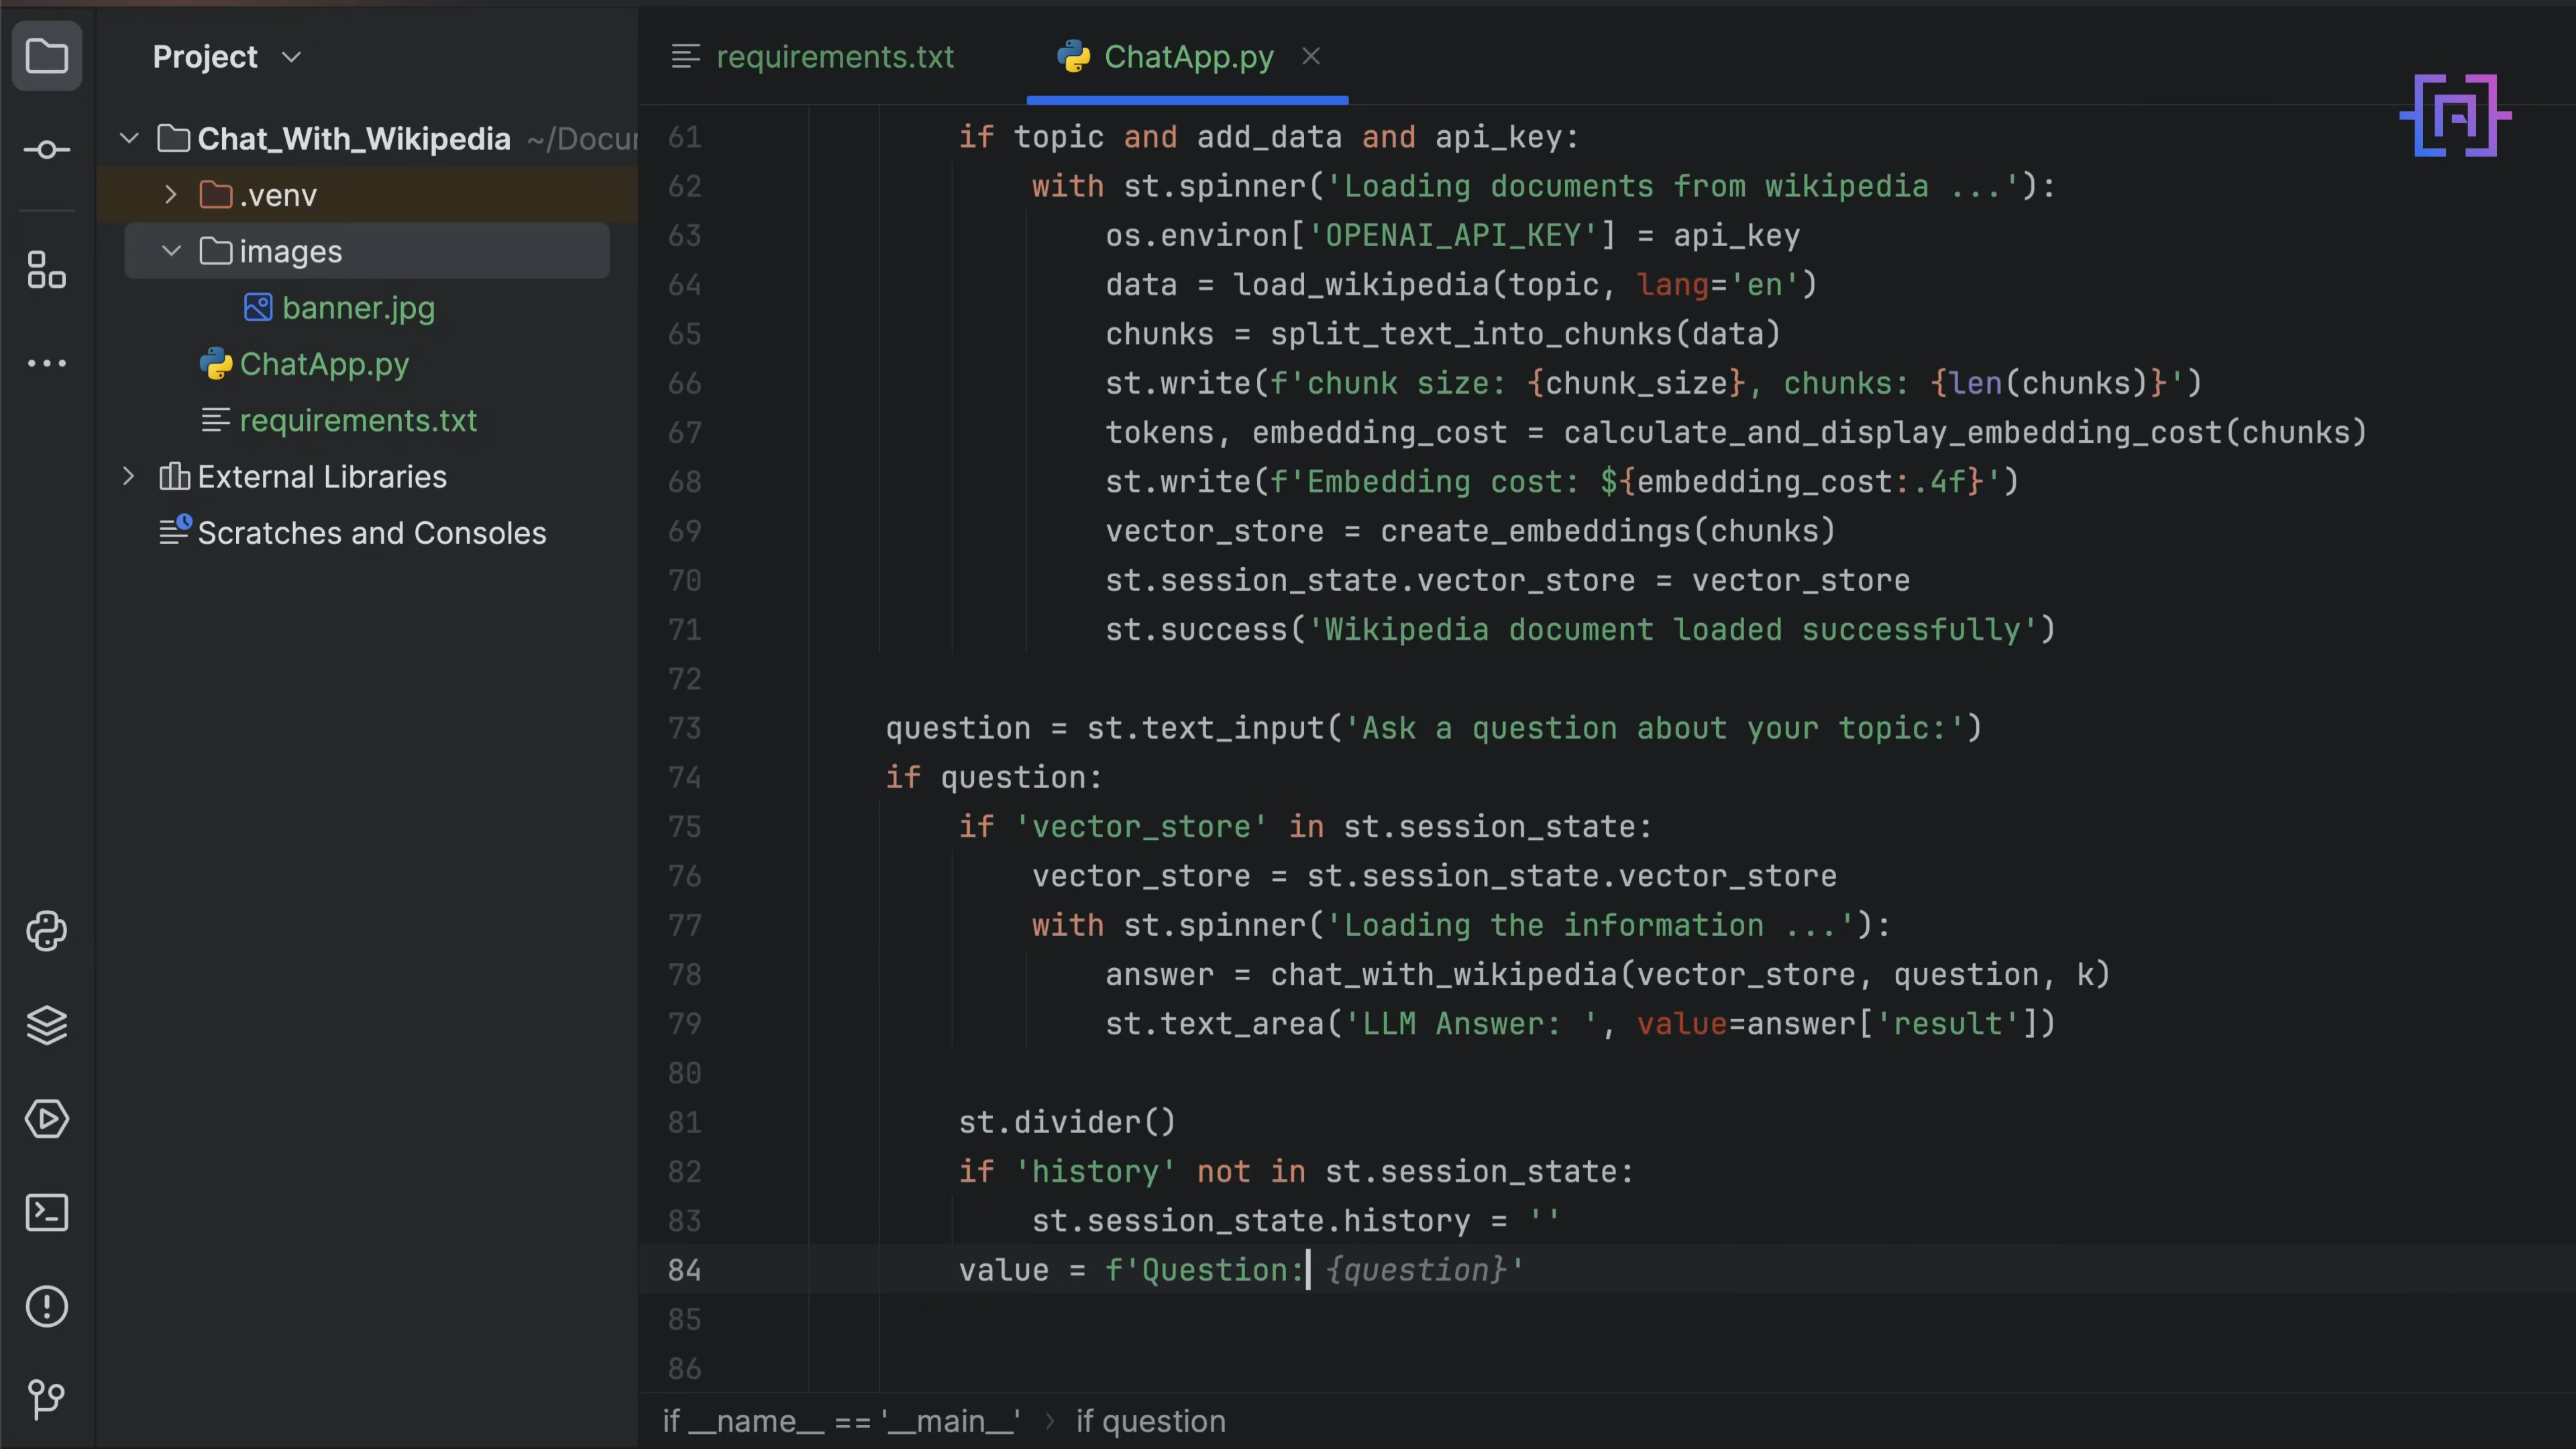 Project
Chat_With_Wikipedia ~/Docu
.venv
images
banner.jpg
ChatApp.py
requirements.txt
External Libraries
Scratches and Consoles
requirements.txt
ChatApp.py
61 if topic and add_data and api_key:
62 with st.spinner('Loading documents from wikipedia ...'):
63 os.environ['OPENAI_API_KEY'] = api_key
64 data = load_wikipedia(topic, lang='en')
65 chunks = split_text_into_chunks(data)
66 st.write(f'chunk size: {chunk_size}, chunks: {len(chunks)}')
67 tokens, embedding_cost = calculate_and_display_embedding_cost(chunks)
68 st.write(f'Embedding cost: ${embedding_cost:.4f}')
69 vector_store = create_embeddings(chunks)
70 st.session_state.vector_store = vector_store
71 st.success('Wikipedia document loaded successfully')
72
73 question = st.text_input('Ask a question about your topic:')
74 if question:
75 if 'vector_store' in st.session_state:
76 vector_store = st.session_state.vector_store
77 with st.spinner('Loading the information ...'):
78 answer = chat_with_wikipedia(vector_store, question, k)
79 st.text_area('LLM Answer: ', value=answer['result'])
80
81 st.divider()
82 if 'history' not in st.session_state:
83 st.session_state.history = ''
84 value = f'Question: {question}'
85
86
if __name__ == '__main__' > if question